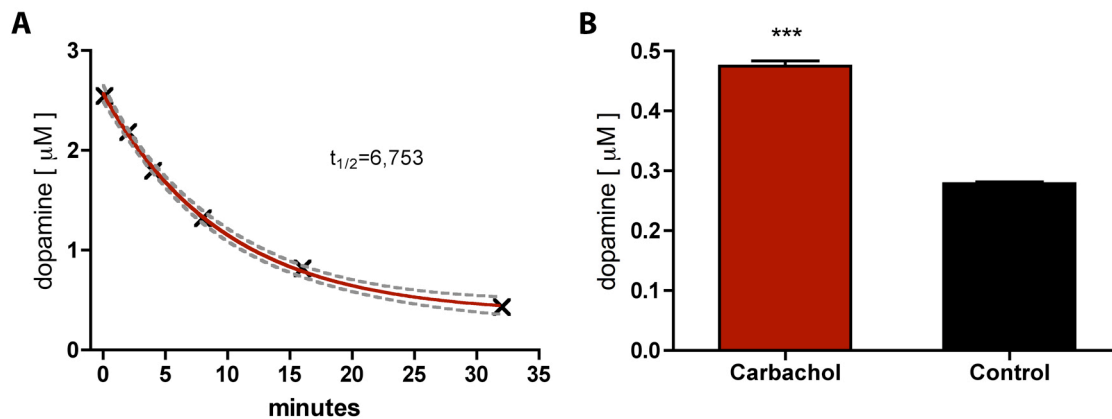 A
3
2
1
0
dopamine [ μM ]
t1/2=6,753
0 5 10 15 20 25 30 35
minutes
B
***
0.5
0.4
0.3
0.2
0.1
0.0
dopamine [ μM ]
Carbachol Control